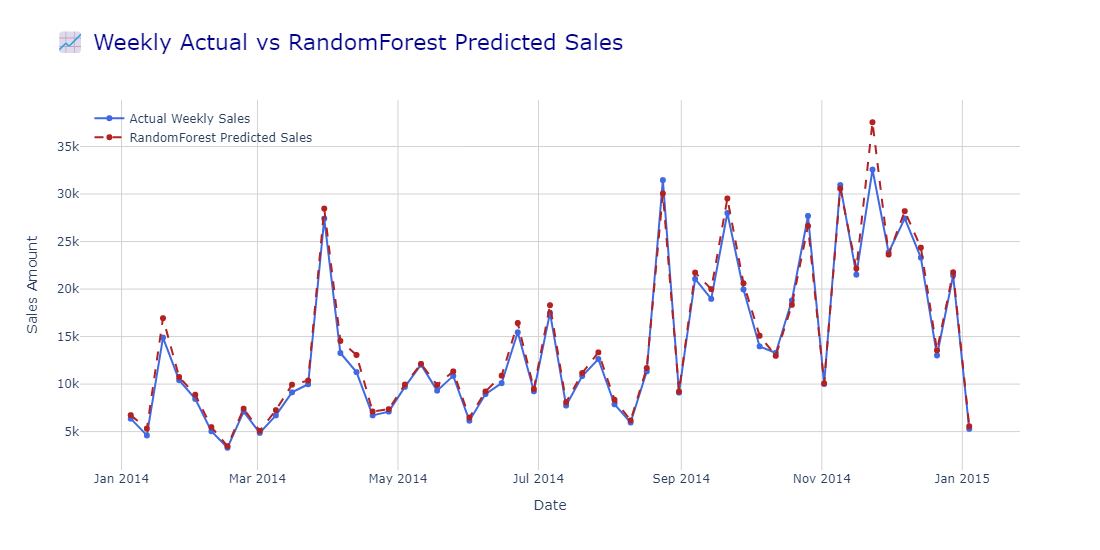 📈 Weekly Actual vs RandomForest Predicted Sales
Actual Weekly Sales
RandomForest Predicted Sales
35k
30k
25k
20k
15k
10k
5k
Sales Amount
Jan 2014
Mar 2014
May 2014
Jul 2014
Sep 2014
Nov 2014
Jan 2015
Date